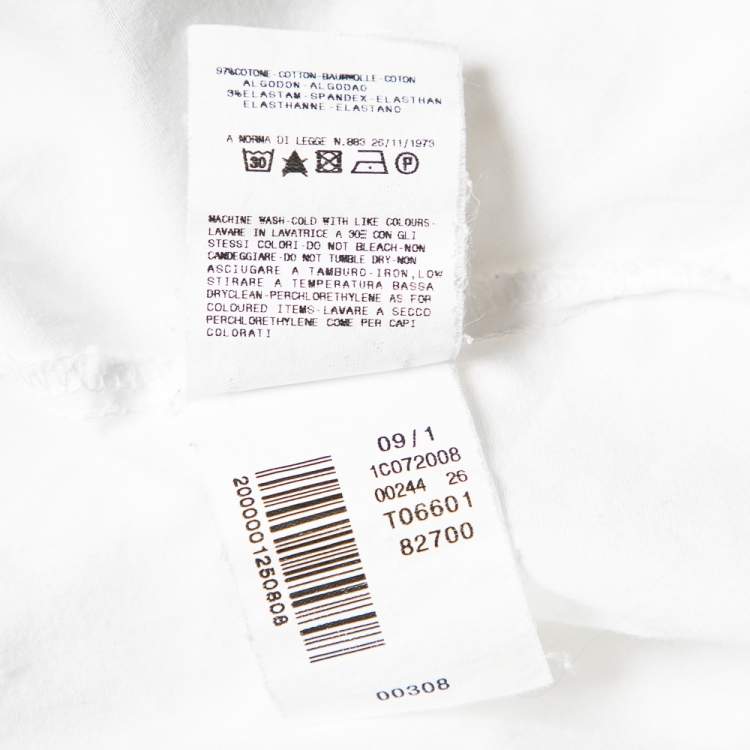 97%COTONE-COTTON-BAUMWOLLE-COTON
ALGODON-ALGODAO
3%ELASTAM-SPANDEX-ELASTHAN
ELASTHANNE-ELASTANO
A NORMA DI LEGGE N.883 26/11/1973
30 P
MACHINE WASH-COLD WITH LIKE COLOURS-
LAVARE IN LAVATRICE A 30E CON GLI
STESSI COLORI-DO NOT BLEACH-NON
CANDEGGIARE-DO NOT TUMBLE DRY-NON
ASCIUGARE A TAMBURO-IRON,LOW
STIRARE A TEMPERATURA BASSA
DRYCLEAN-PERCHLORETHYLENE AS FOR
COLOURED ITEMS-LAVARE A SECCO
PERCHLORETHYLENE COME PER CAPI
COLORATI
09/1
1C072008
00244 26
T06601
82700
2000001250808
00308